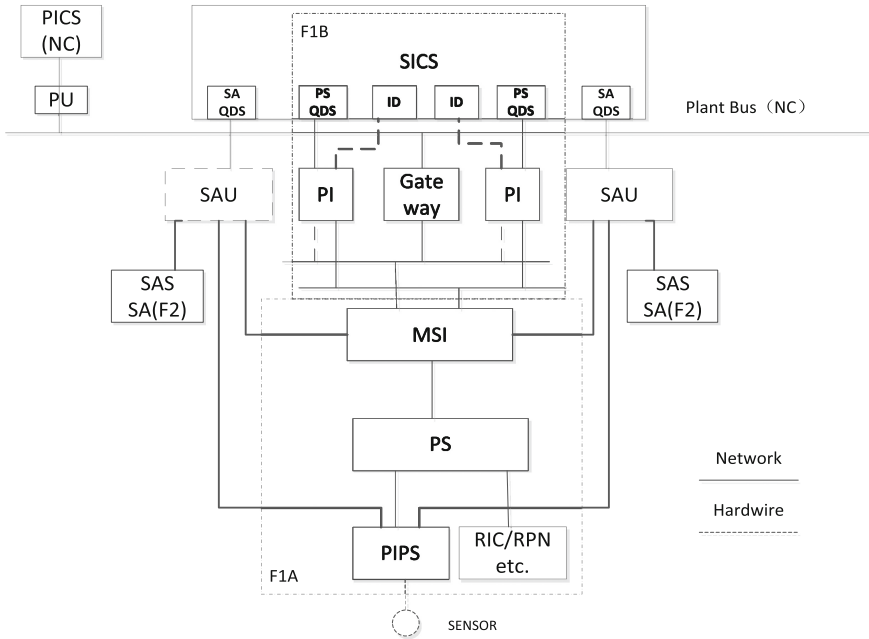 PICS
(NC)
PU
F1B
SICS
SA
QDS
PS
QDS
ID
ID
PS
QDS
SA
QDS
Plant Bus（NC）
SAU
PI
Gate
way
PI
SAU
SAS
SA(F2)
SAS
SA(F2)
MSI
PS
Network
Hardwire
PIPS
RIC/RPN
etc.
F1A
SENSOR